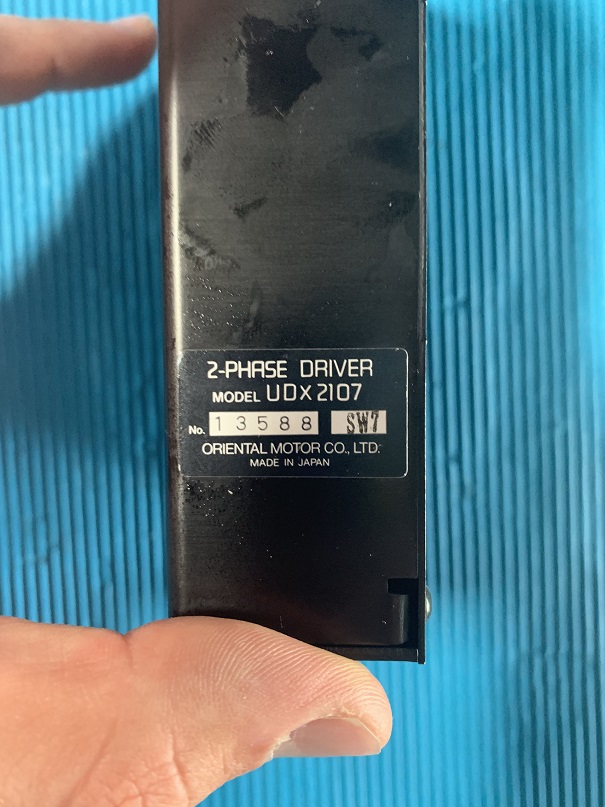 2-PHASE DRIVER
MODEL UDX2107
No. 13588 SW7
ORIENTAL MOTOR CO., LTD.
MADE IN JAPAN